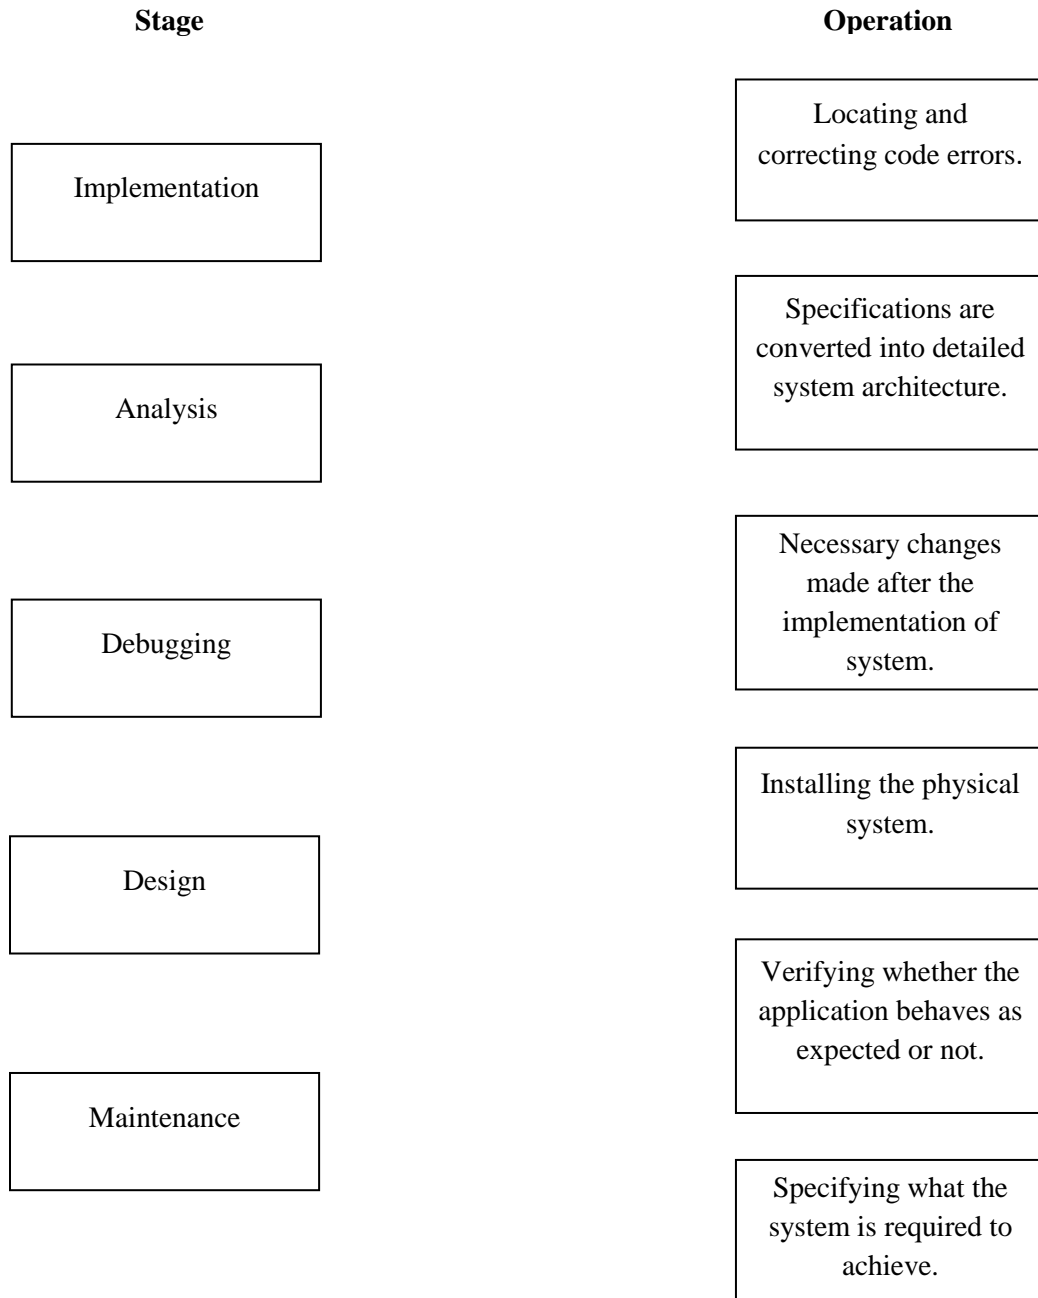 Stage
Operation
Implementation
Analysis
Debugging
Design
Maintenance
Locating and
correcting code errors.
Specifications are
converted into detailed
system architecture.
Necessary changes
made after the
implementation of
system.
Installing the physical
system.
Verifying whether the
application behaves as
expected or not.
Specifying what the
system is required to
achieve.